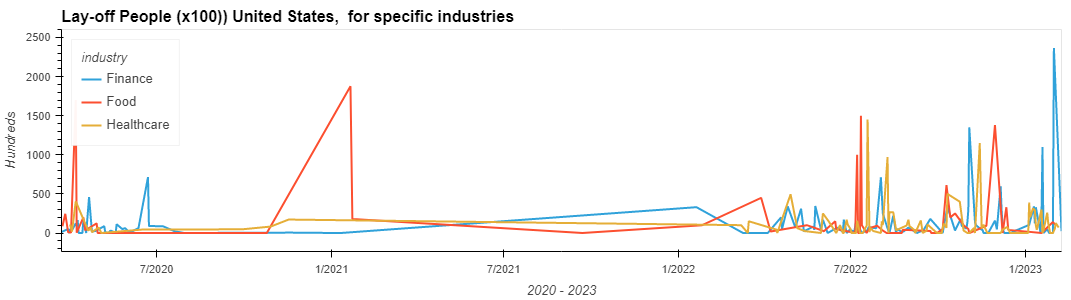 Lay-off People (x100)) United States, for specific industries
2500
2000
1500
1000
500
0
Hundreds
industry
Finance
Food
Healthcare
7/2020
1/2021
7/2021
1/2022
7/2022
1/2023
2020 - 2023